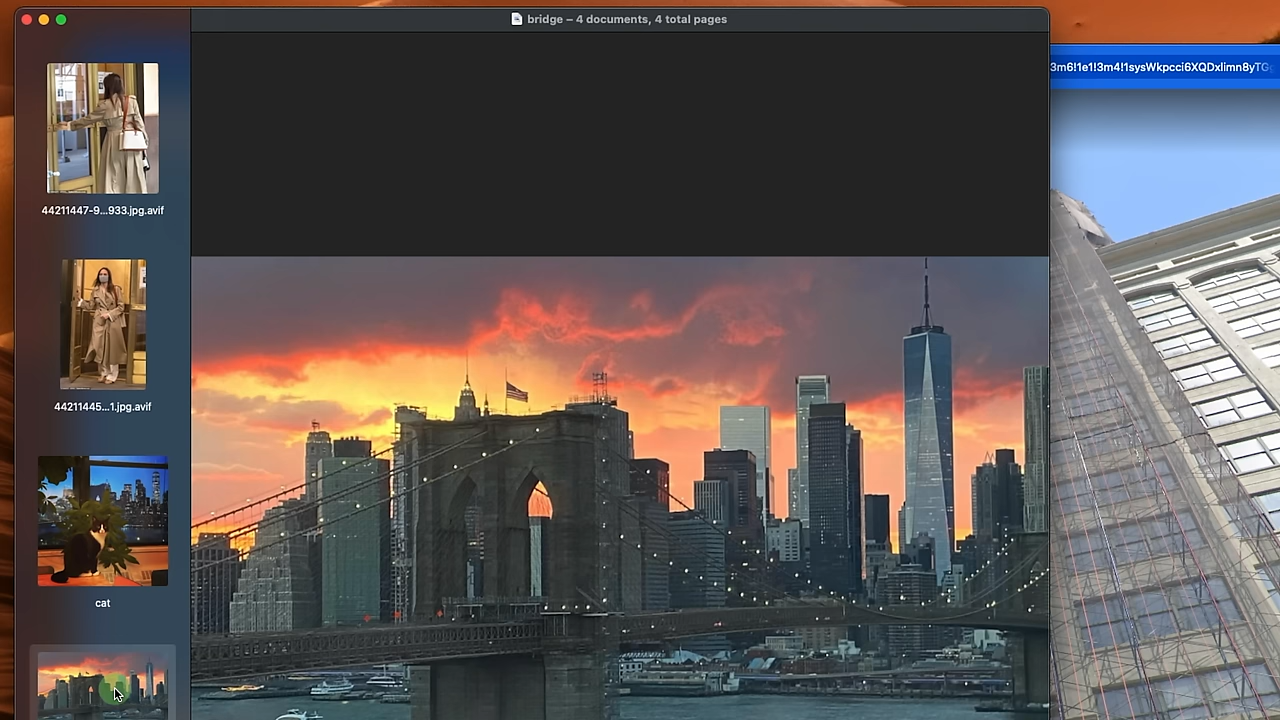 bridge – 4 documents, 4 total pages
3m6!1e1!3m4!1sysWkpcci6XQDxlimn8yTG
44211447-9...933.jpg.avif
44211445...1.jpg.avif
cat